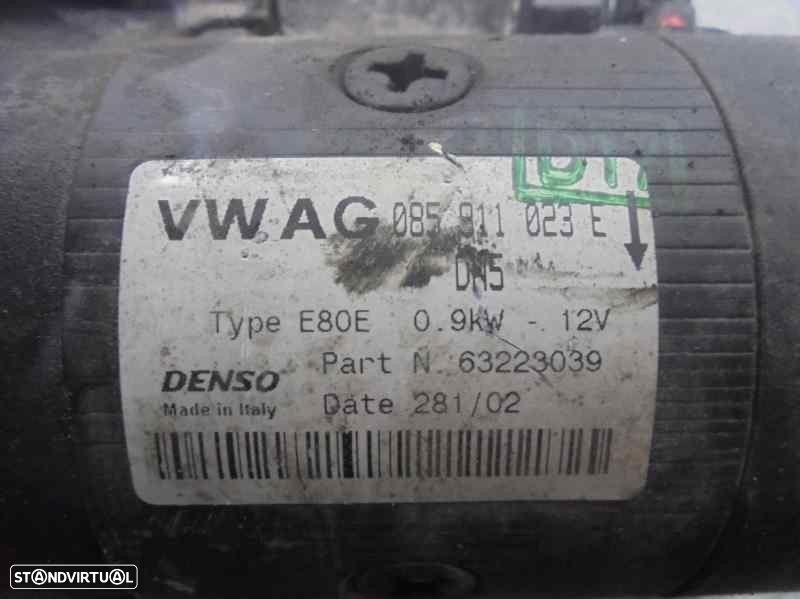 VW AG 085 911 023 E
DN5
Type E80E 0.9KW - 12V
Part N. 63223039
DENSO
Made in Italy
Date 281/02
STANDVIRTUAL